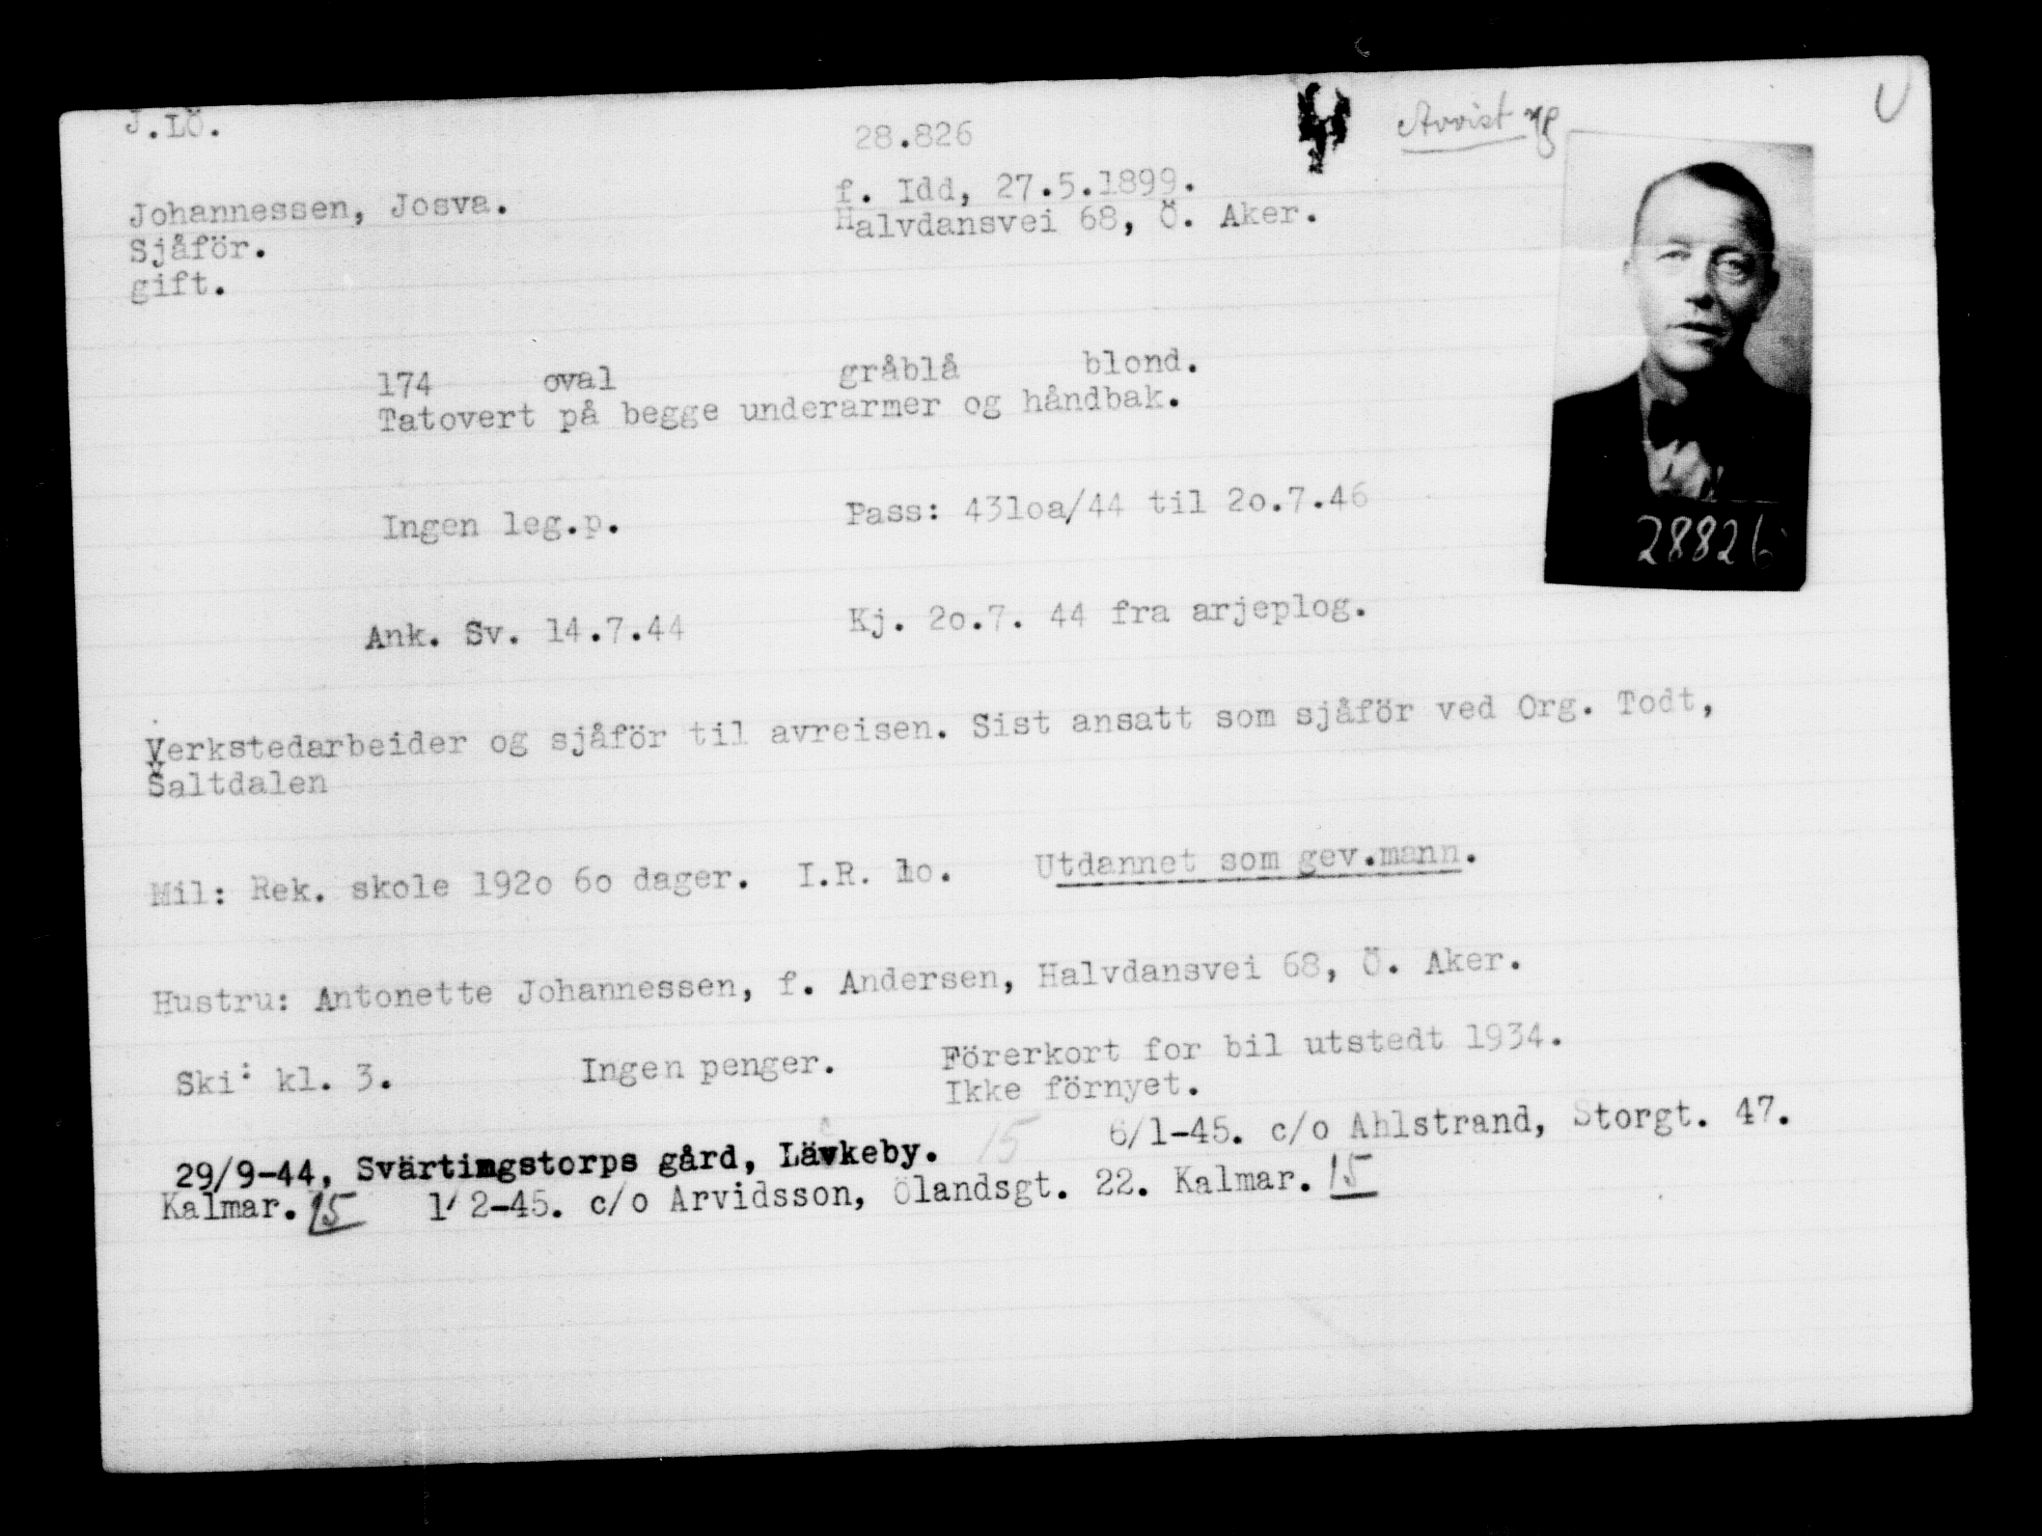 J.LÖ.
28.826
Avvist
U
Johannessen, Josva.
f. Idd, 27.5.1899.
Sjåför.
Halvdansvei 68, Ö. Aker.
gift.
174 oval gråblå blond.
Tatovert på begge underarmer og håndbak.
Ingen leg.p.
Pass: 431oa/44 til 2o.7.46
28826
Ank. Sv. 14.7.44
Kj. 2o.7. 44 fra arjeplog.
Verkstedarbeider og sjåför til avreisen. Sist ansatt som sjåför ved Org. Todt,
Saltdalen
Mil: Rek. skole 192o 6o dager. I.R. 1o. Utdannet som gev.mann.
Hustru: Antonette Johannessen, f. Andersen, Halvdansvei 68, Ö. Aker.
Ski: kl. 3. Ingen penger. Förerkort for bil utstedt 1934.
Ikke förnyet.
29/9-44, Svärtingstorps gård, Lävkeby. 15 6/1-45. c/o Ahlstrand, Storgt. 47.
Kalmar. 15 1/2-45. c/o Arvidsson, Ölandsgt. 22. Kalmar. 15